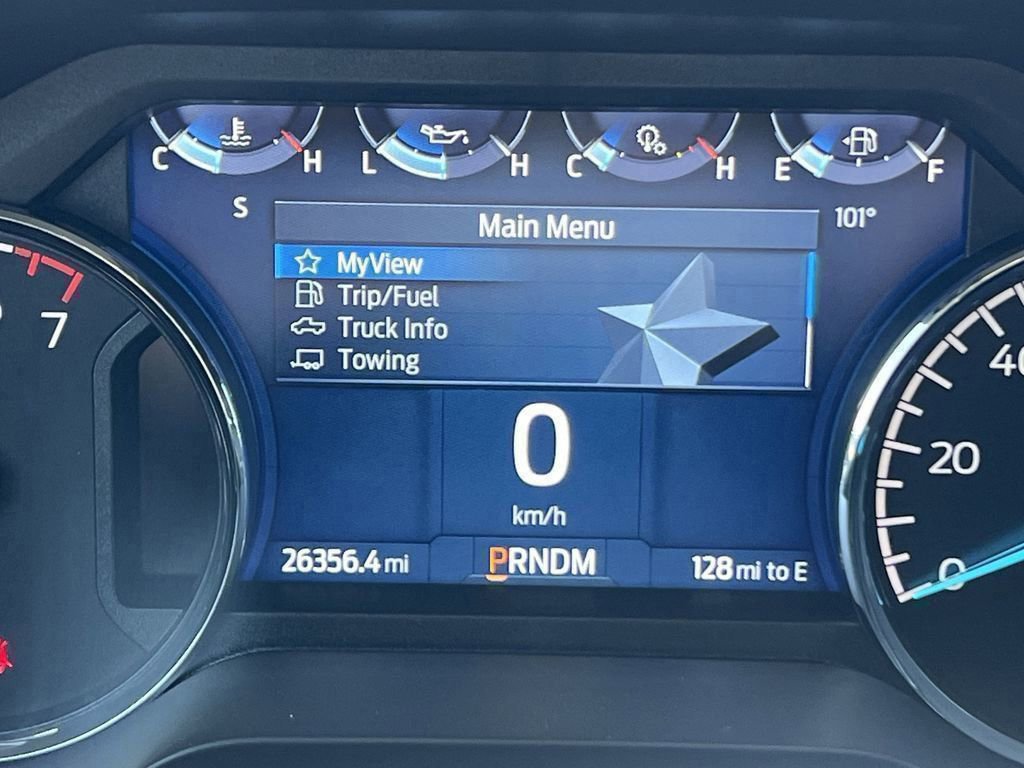 C H L H C H E F
S
101°
Main Menu
MyView
Trip/Fuel
Truck Info
Towing
7
40
20
0
0
km/h
26356.4 mi
PRNDM
128 mi to E